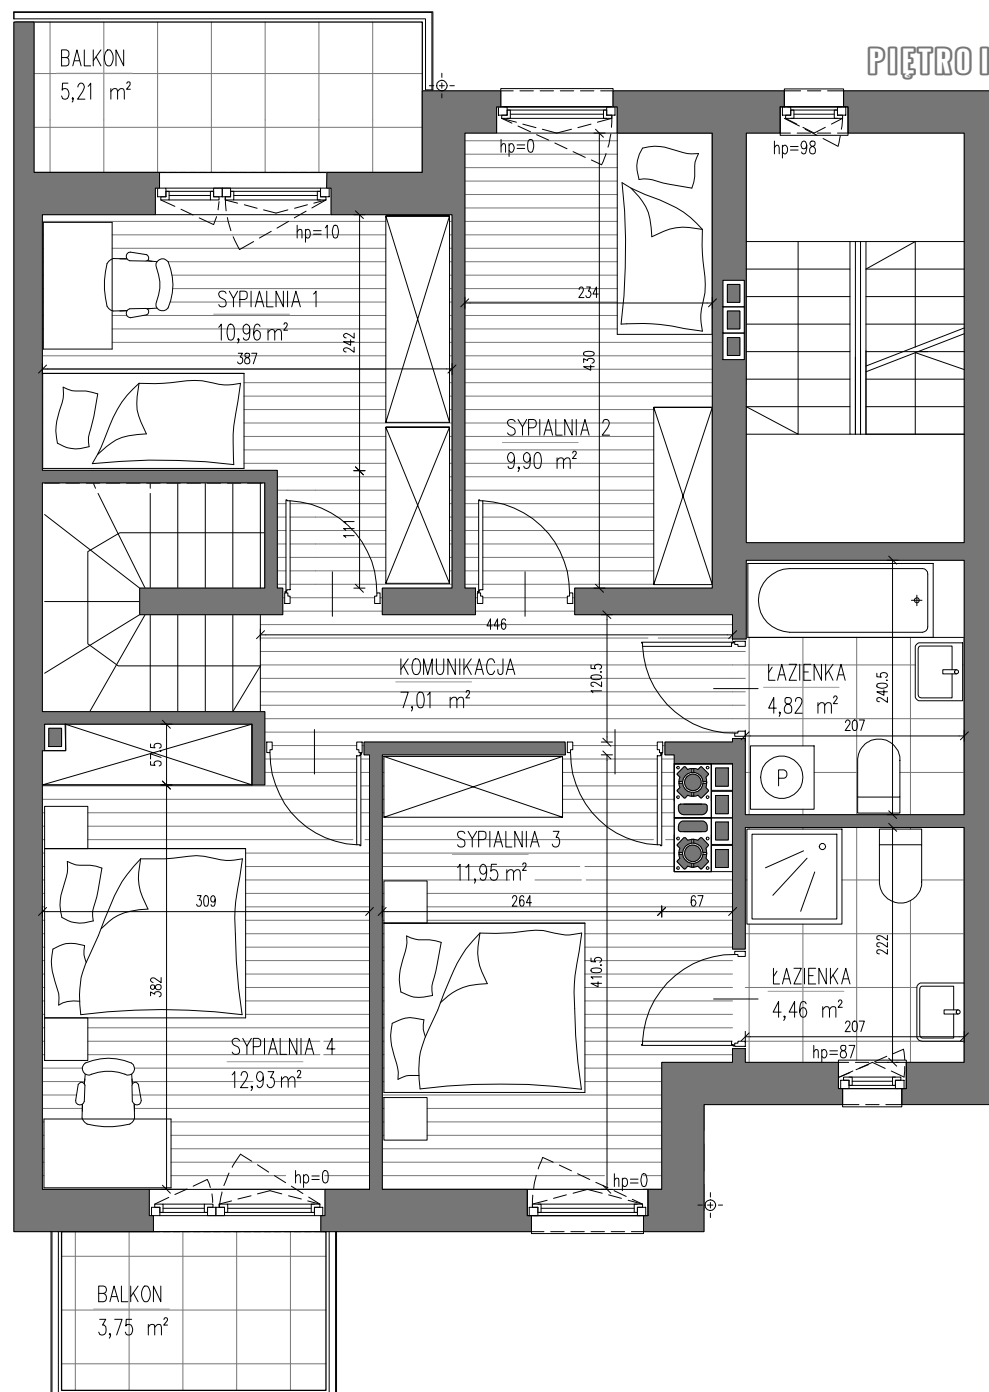 PIĘTRO I
BALKON
5,21 m²
hp=0
hp=98
hp=10
SYPIALNIA 1
10,96 m²
387
242
111
234
430
SYPIALNIA 2
9,90 m²
446
KOMUNIKACJA
7,01 m²
120.5
ŁAZIENKA
4,82 m²
240.5
207
P
57.5
SYPIALNIA 3
11,95 m²
264
67
410.5
309
382
SYPIALNIA 4
12,93 m²
222
ŁAZIENKA
4,46 m²
207
hp=87
hp=0
hp=0
BALKON
3,75 m²